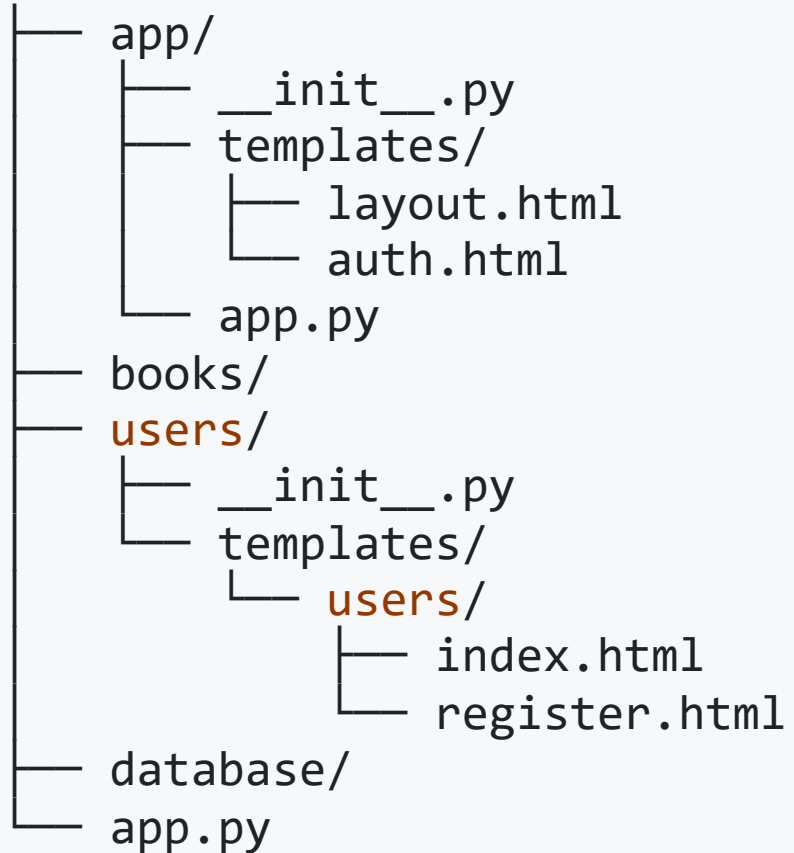 ├── app/
│   ├── __init__.py
│   ├── templates/
│   │   ├── layout.html
│   │   └── auth.html
│   └── app.py
├── books/
├── users/
│   ├── __init__.py
│   └── templates/
│       └── users/
│           ├── index.html
│           └── register.html
├── database/
└── app.py